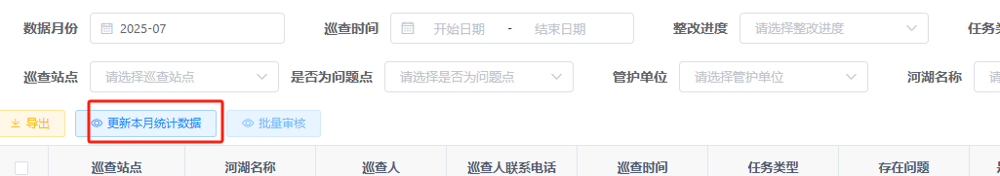 数据月份 2025-07 巡查时间 开始日期 - 结束日期 整改进度 请选择整改进度 任务类
巡查站点 请选择巡查站点 是否为问题点 请选择是否为问题点 管护单位 请选择管护单位 河湖名称 请
导出 更新本月统计数据 批量审核
巡查站点 河湖名称 巡查人 巡查人联系电话 巡查时间 任务类型 存在问题